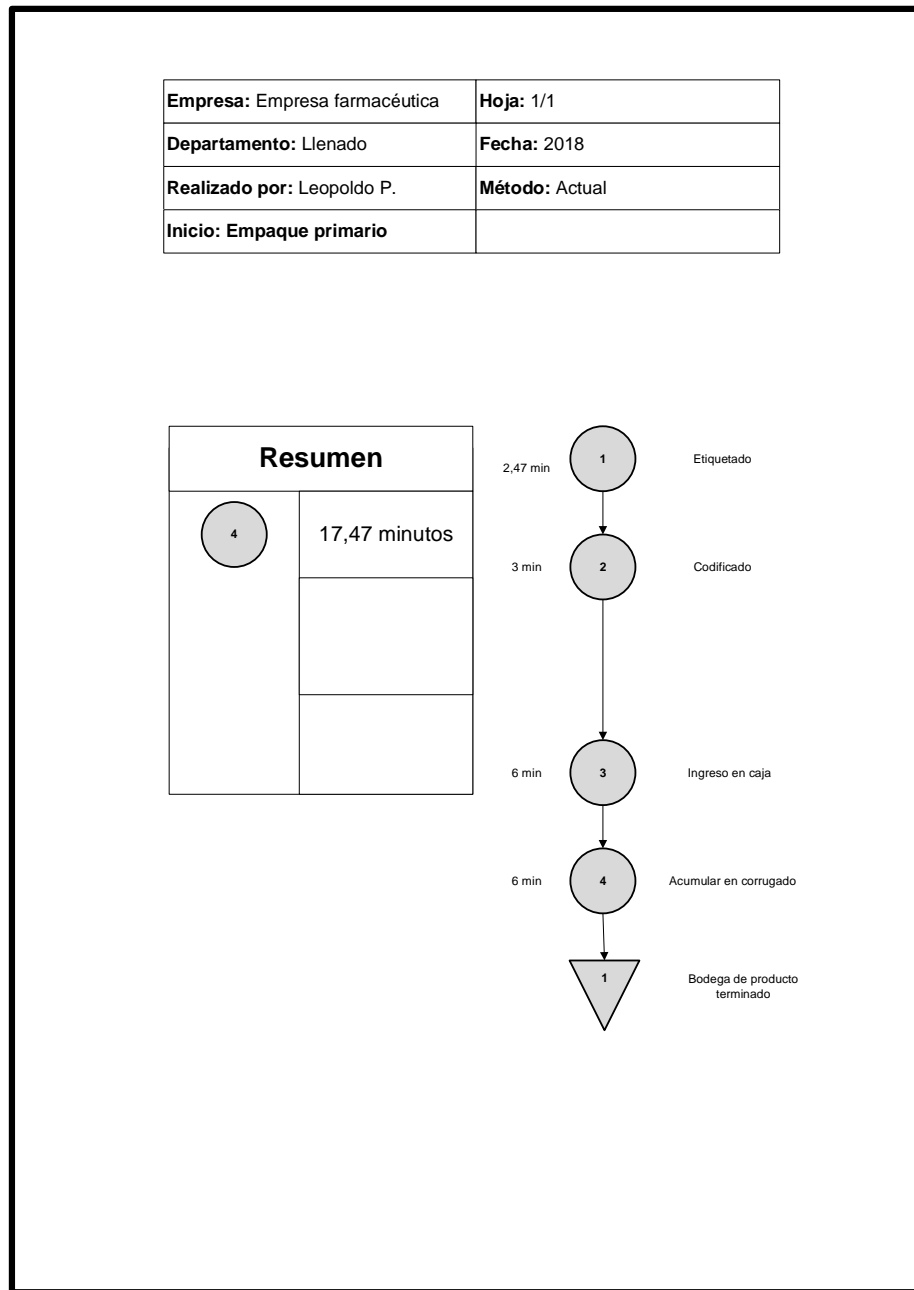 Empresa: Empresa farmacéutica
Hoja: 1/1
Departamento: Llenado
Fecha: 2018
Realizado por: Leopoldo P.
Método: Actual
Inicio: Empaque primario
Resumen
4
17,47 minutos
2,47 min
1
Etiquetado
3 min
2
Codificado
6 min
3
Ingreso en caja
6 min
4
Acumular en corrugado
1
Bodega de producto
terminado